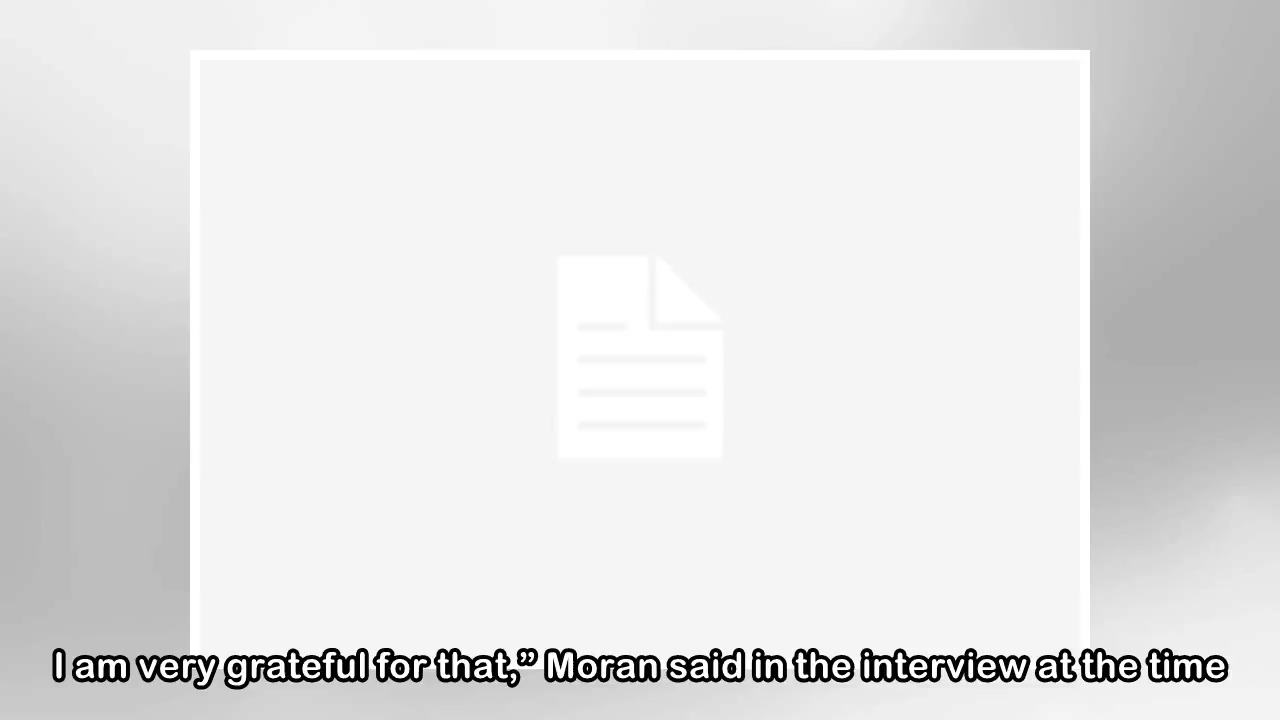 I am very grateful for that,” Moran said in the interview at the time